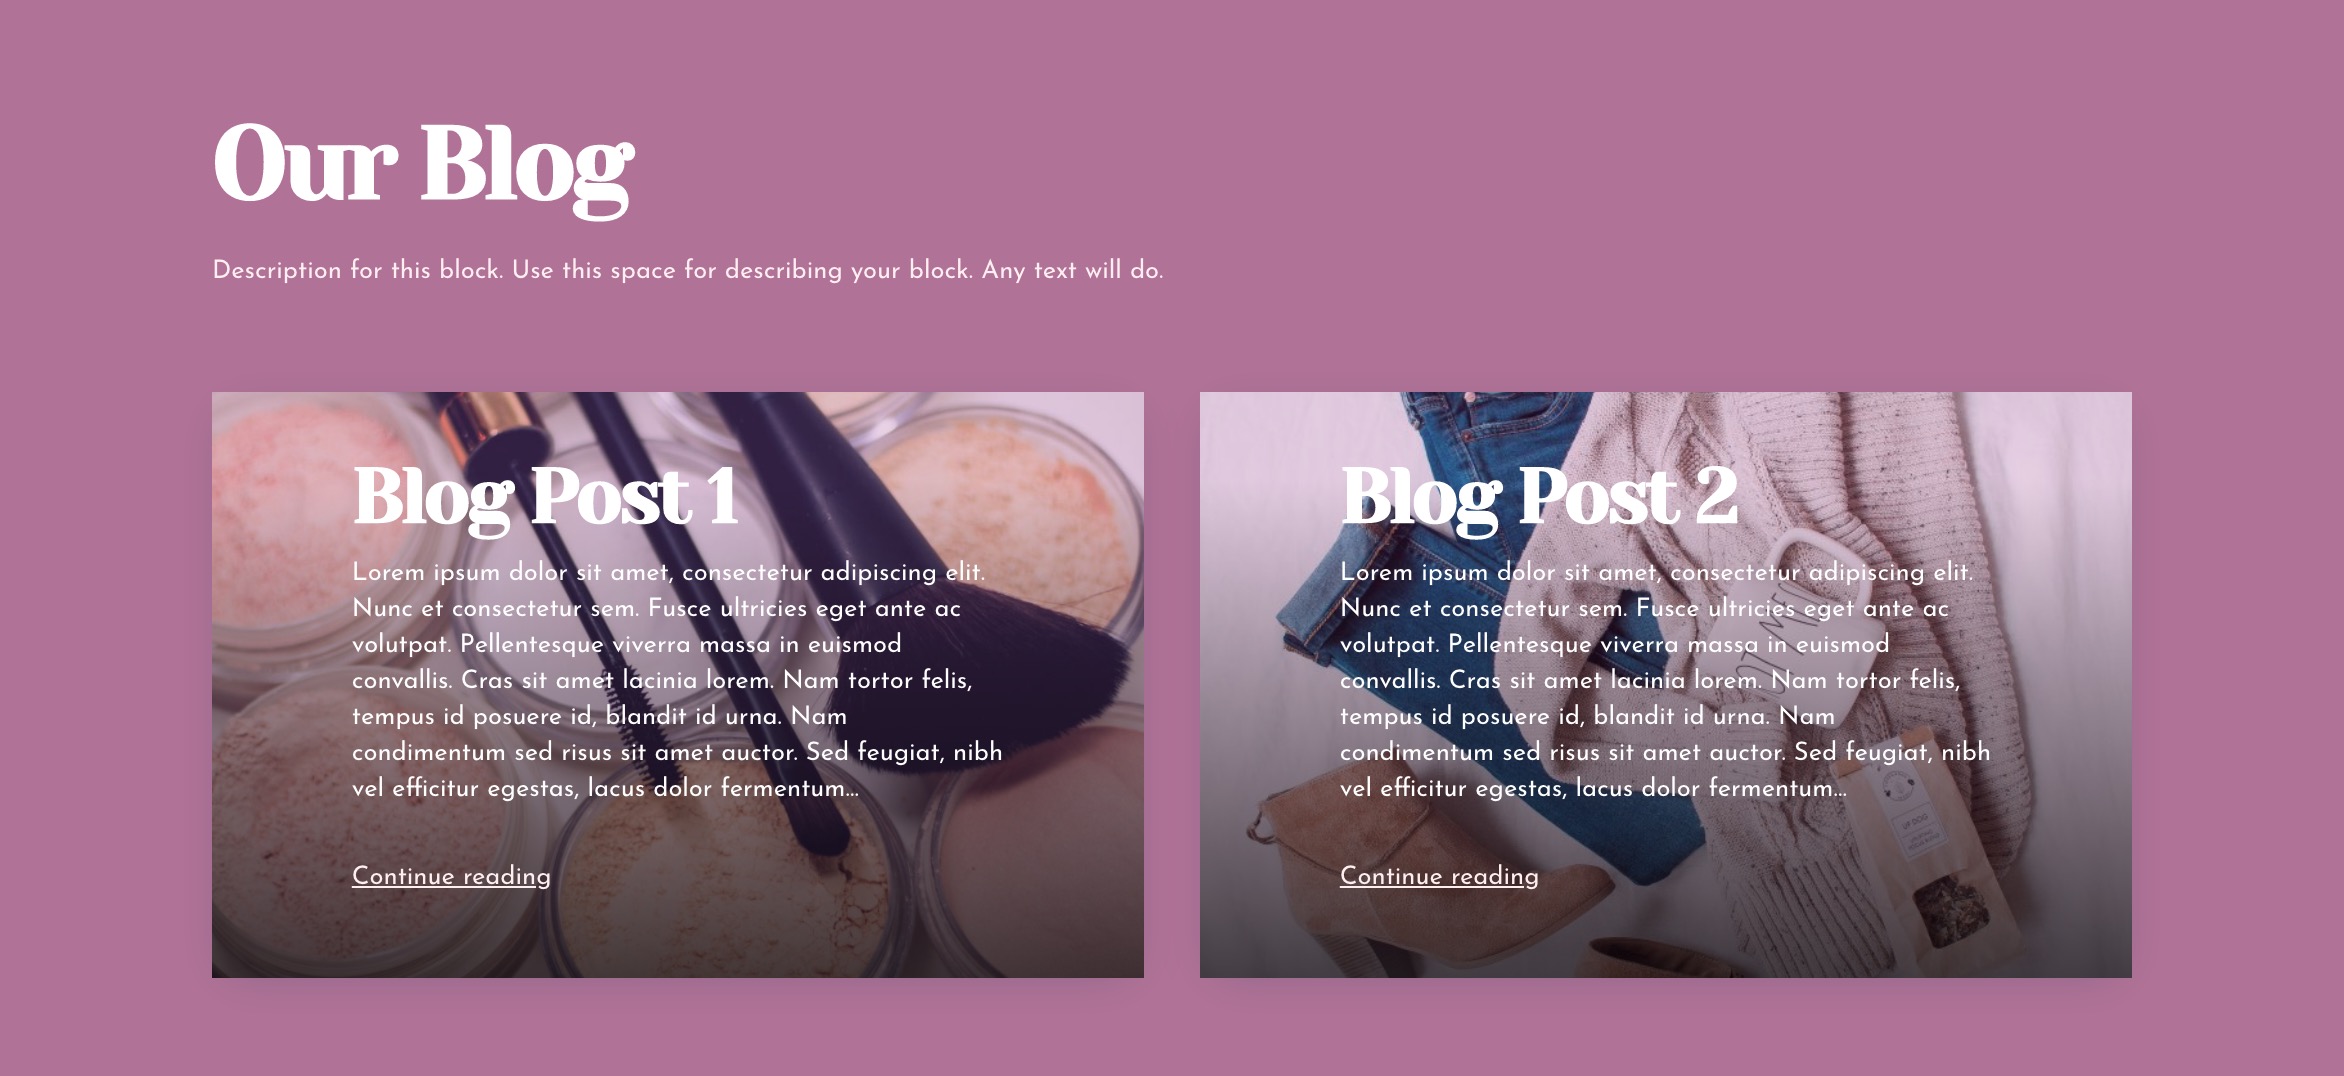 Our Blog
Description for this block. Use this space for describing your block. Any text will do.
Blog Post 1
Lorem ipsum dolor sit amet, consectetur adipiscing elit.
Nunc et consectetur sem. Fusce ultricies eget ante ac
volutpat. Pellentesque viverra massa in euismod
convallis. Cras sit amet lacinia lorem. Nam tortor felis,
tempus id posuere id, blandit id urna. Nam
condimentum sed risus sit amet auctor. Sed feugiat, nibh
vel efficitur egestas, lacus dolor fermentum...
Continue reading
Blog Post 2
Lorem ipsum dolor sit amet, consectetur adipiscing elit.
Nunc et consectetur sem. Fusce ultricies eget ante ac
volutpat. Pellentesque viverra massa in euismod
convallis. Cras sit amet lacinia lorem. Nam tortor felis,
tempus id posuere id, blandit id urna. Nam
condimentum sed risus sit amet auctor. Sed feugiat, nibh
vel efficitur egestas, lacus dolor fermentum...
Continue reading
UP DOG